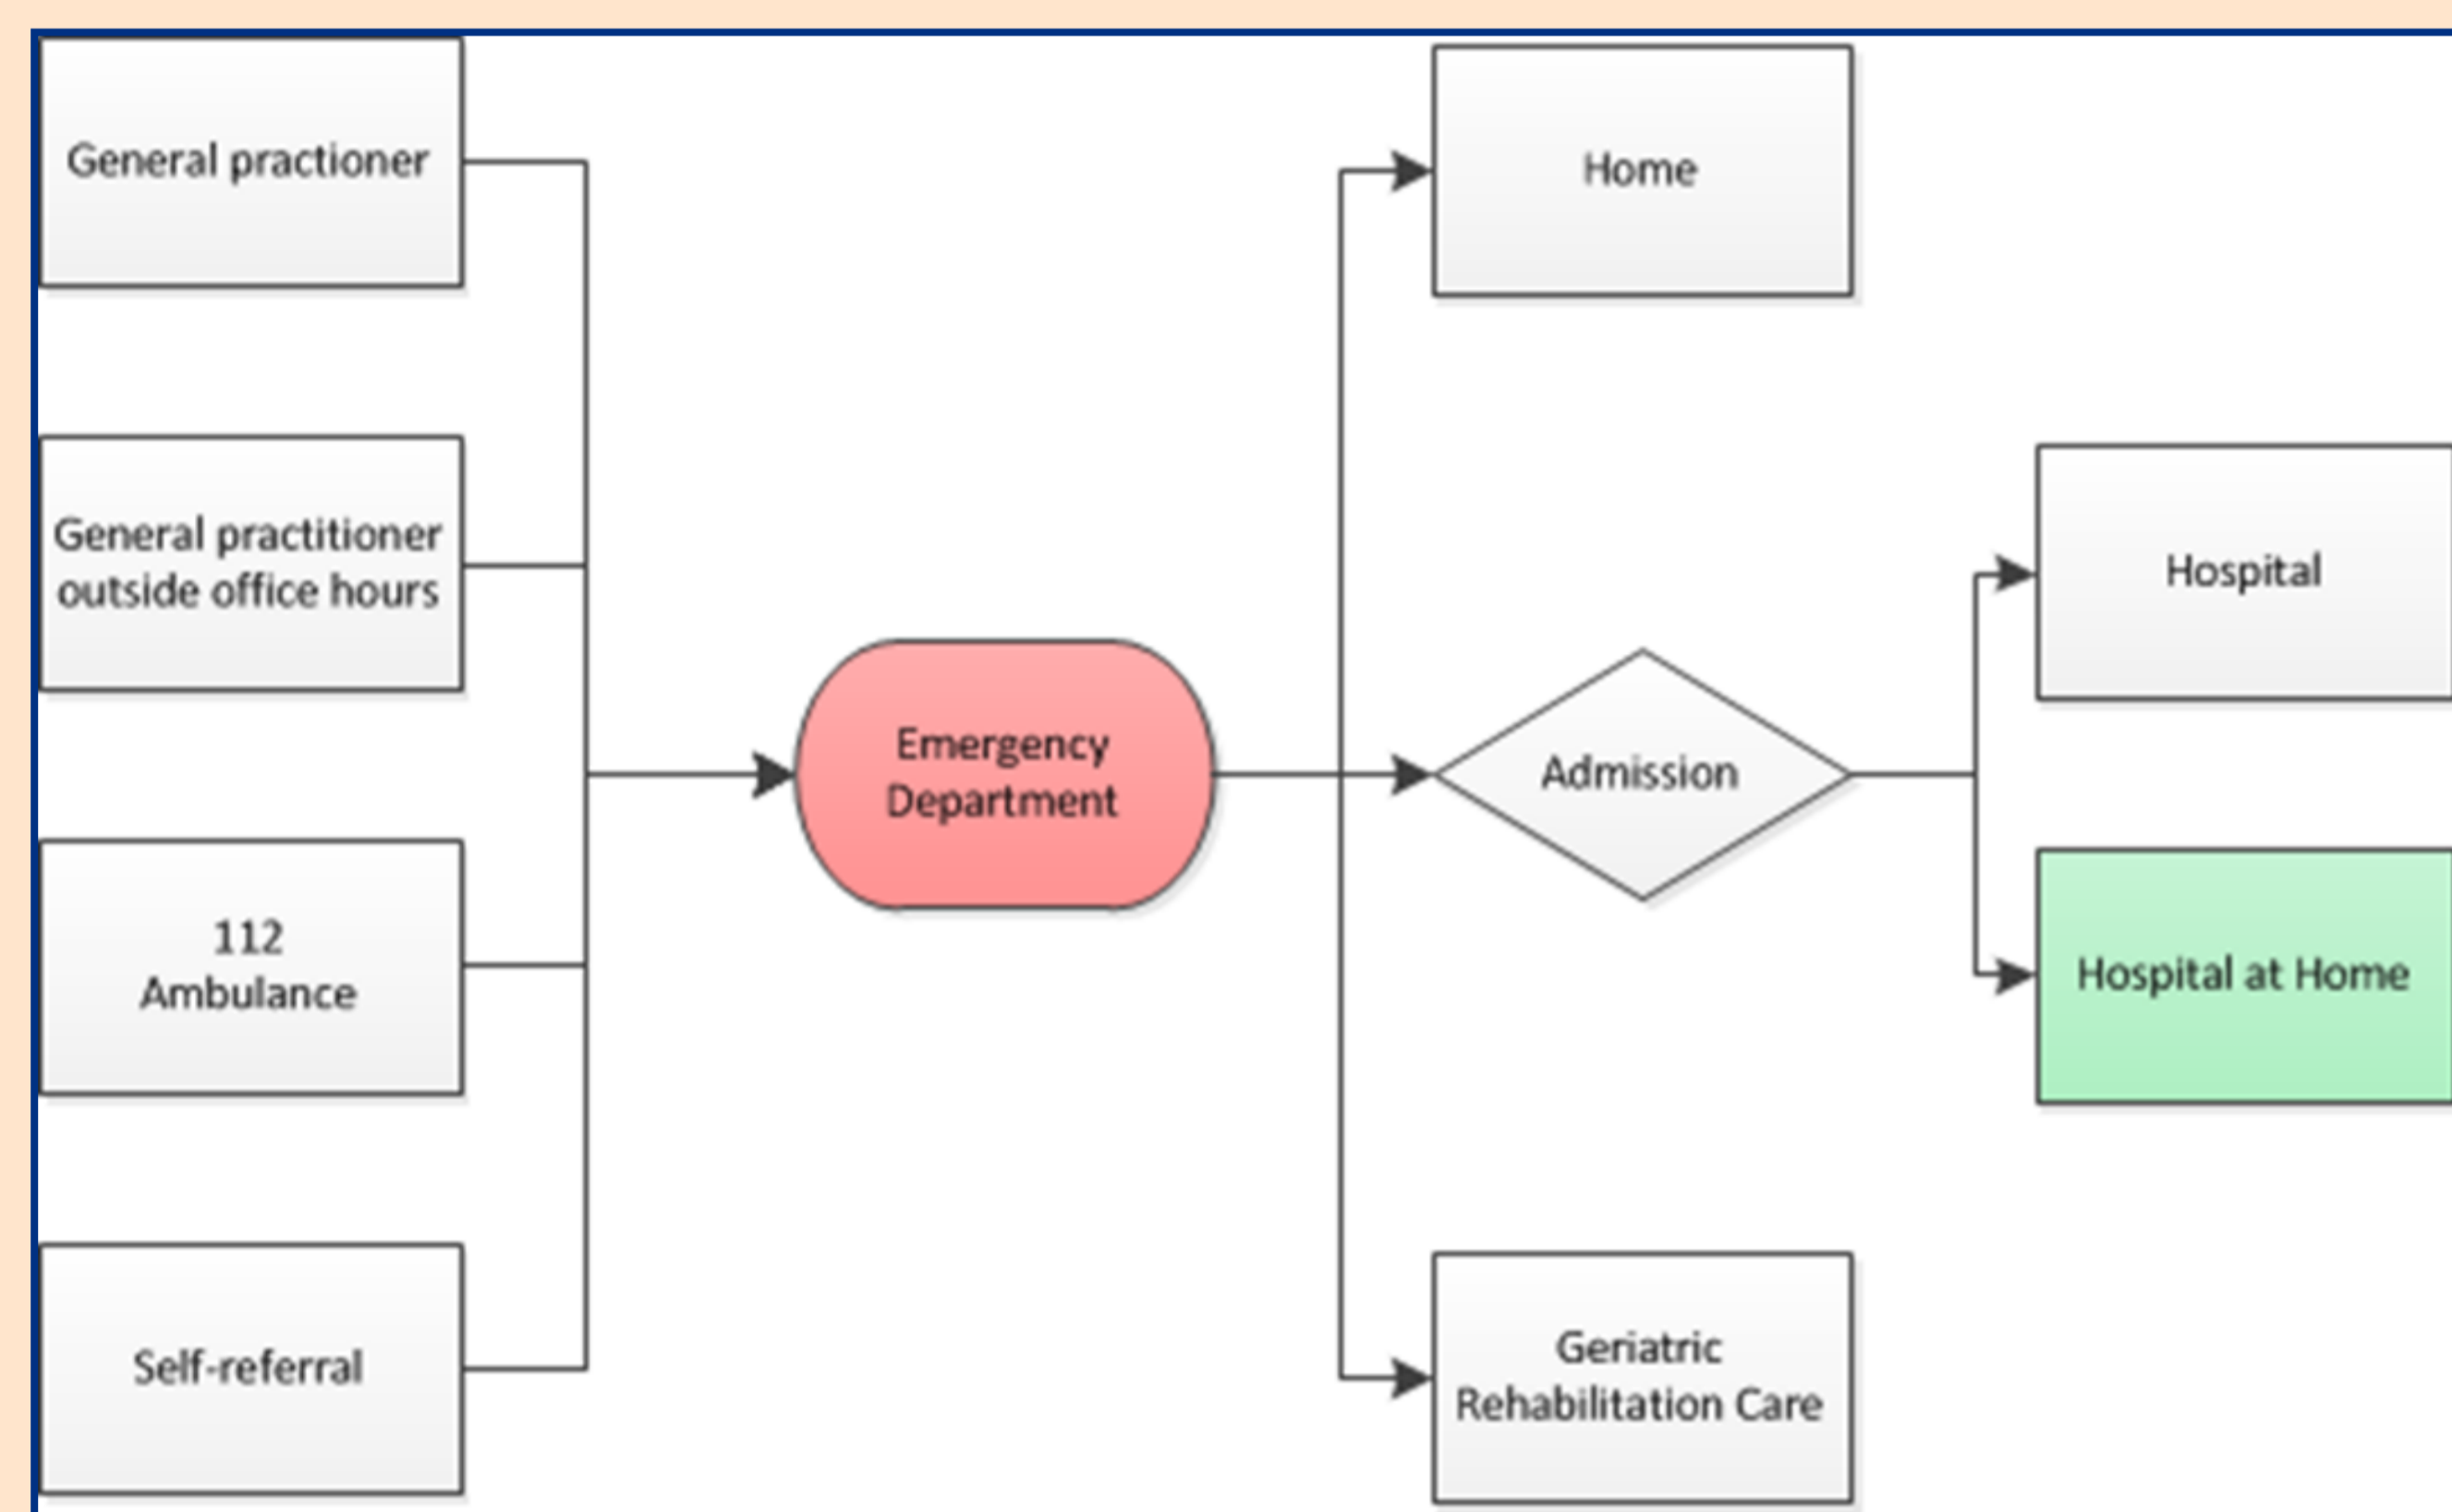 General practioner
General practitioner
outside office hours
112
Ambulance
Self-referral
Emergency
Department
Home
Admission
Geriatric
Rehabilitation Care
Hospital
Hospital at Home